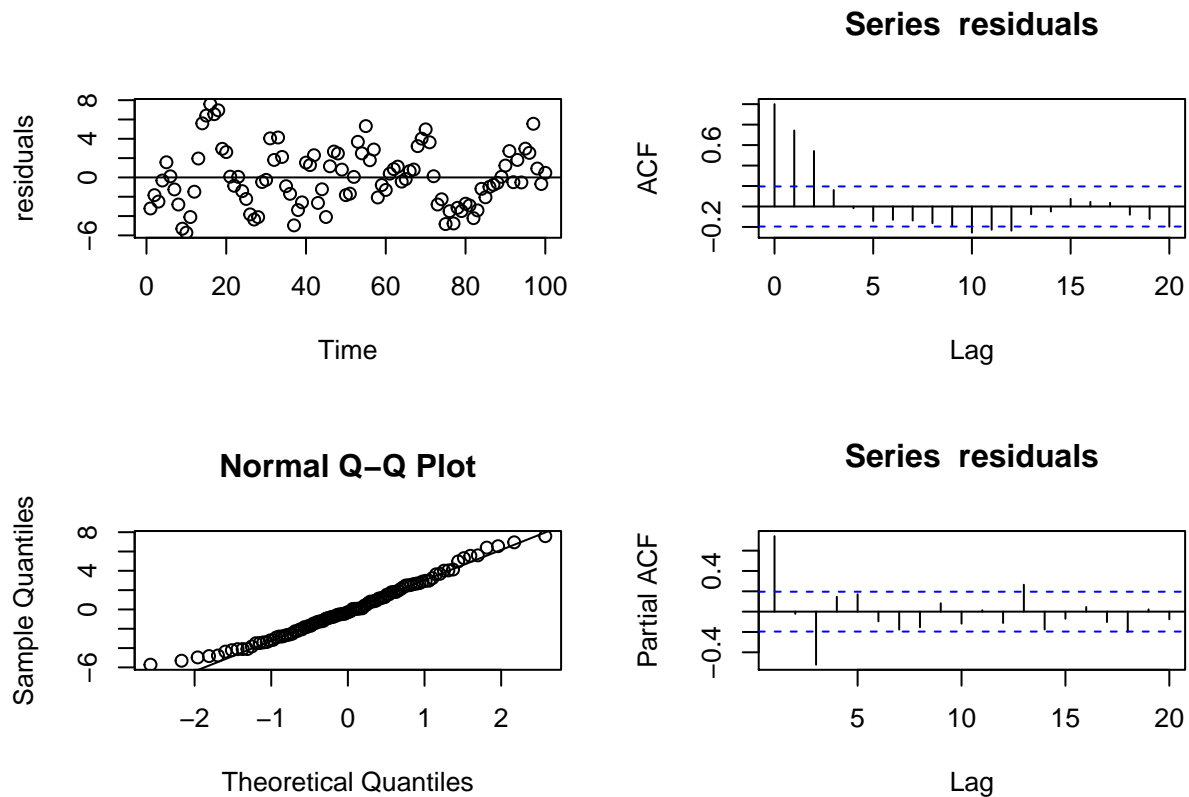 residuals
8
4
0
−6
0 20 40 60 80 100
Time
Series residuals
ACF
0.6
−0.2
0 5 10 15 20
Lag
Normal Q−Q Plot
Sample Quantiles
8
4
0
−6
−2 −1 0 1 2
Theoretical Quantiles
Series residuals
Partial ACF
0.4
−0.4
5 10 15 20
Lag